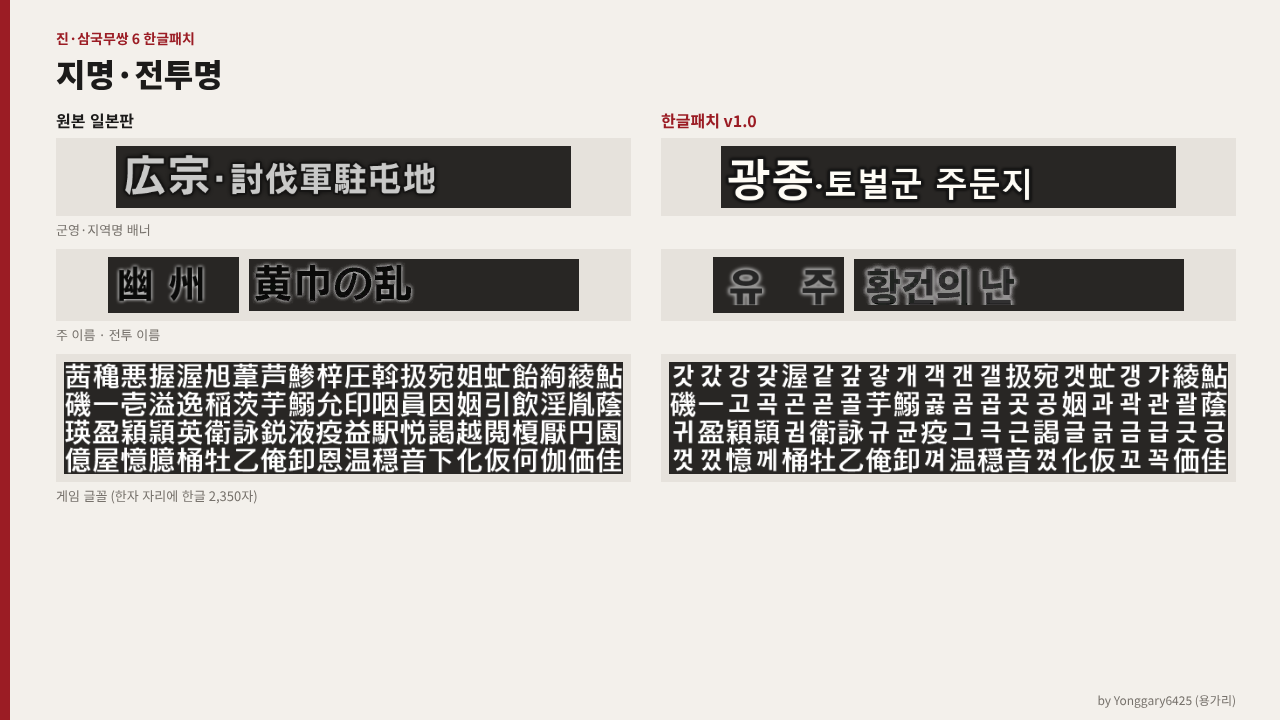 진·삼국무쌍 6 한글패치
지명·전투명
원본 일본판
한글패치 v1.0
広宗·討伐軍駐屯地
광종·토벌군 주둔지
군영·지역명 배너
幽 州
黄巾の乱
유 주
황건의 난
주 이름 · 전투 이름
茜穐悪握渥旭葦芦鯵梓圧斡扱宛姐虻飴絢綾鮎
磯一壱溢逸稲茨芋鰯允印咽員因姻引飲淫胤蔭
瑛盈穎頴英衛詠鋭液疫益駅悦謁越閲榎厭円園
億屋憶臆桶牡乙俺卸恩温穏音下化仮何伽価佳
갓 갔 강 갖 渥 같 갚 갛 개 객 갠 갤 扱 宛 갯 虻 갱 갸 綾 鮎
磯 一 고 곡 곤 곧 골 芋 鰯 곯 곰 곱 곳 공 姻 과 곽 관 괄 蔭
귀 盈 穎 頴 귐 衛 詠 규 균 疫 그 극 근 謁 글 긁 금 급 긋 긍
껏 껐 憶 께 桶 牡 乙 俺 卸 껴 温 穏 音 꼈 化 仮 꼬 꼭 価 佳
게임 글꼴 (한자 자리에 한글 2,350자)
by Yonggary6425 (용가리)